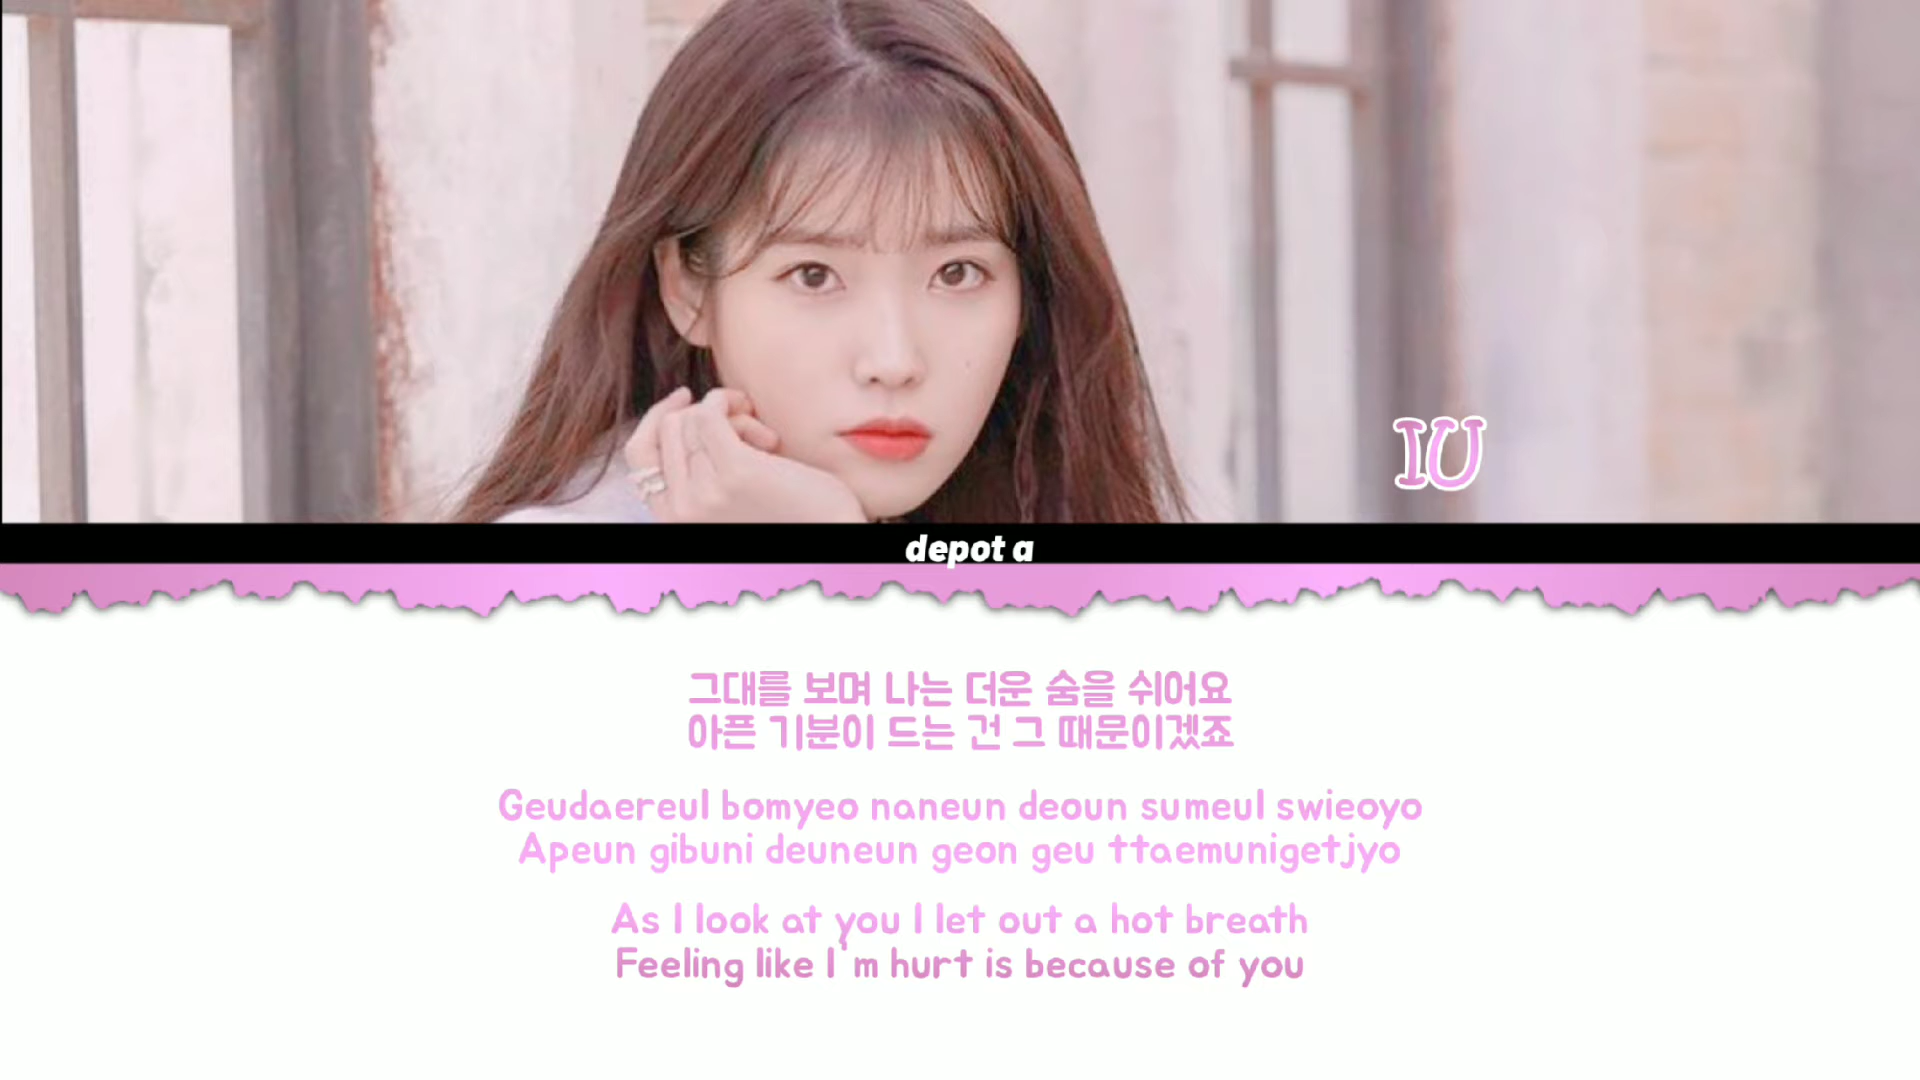 IU
depot a
그대를 보며 나는 더운 숨을 쉬어요
아픈 기분이 드는 건 그 때문이겠죠
Geudaereul bomyeo naneun deoun sumeul swieoyo
Apeun gibuni deuneun geon geu ttaemunigetjyo
As I look at you I let out a hot breath
Feeling like I'm hurt is because of you